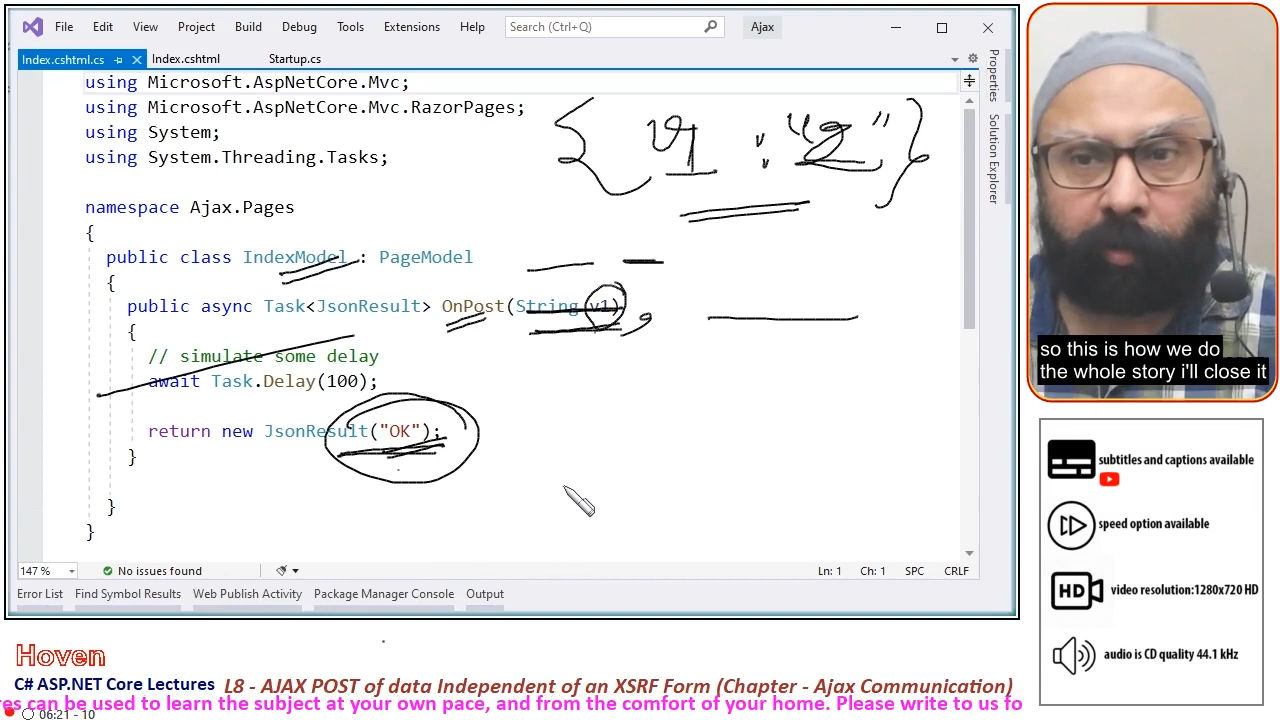 File Edit View Project Build Debug Tools Extensions Help Search (Ctrl+Q) Ajax
Index.cshtml.cs Index.cshtml Startup.cs
using Microsoft.AspNetCore.Mvc;
using Microsoft.AspNetCore.Mvc.RazorPages;
using System;
using System.Threading.Tasks;
{ v1 : "2" }
namespace Ajax.Pages
{
public class IndexModel : PageModel
{
public async Task<JsonResult> OnPost(String v1)
,
{
// simulate some delay
await Task.Delay(100);
return new JsonResult("OK");
}
}
}
Properties
Solution Explorer
147 % No issues found Ln: 1 Ch: 1 SPC CRLF
Error List Find Symbol Results Web Publish Activity Package Manager Console Output
so this is how we do
the whole story i'll close it
subtitles and captions available
speed option available
HD video resolution:1280x720 HD
audio is CD quality 44.1 kHz
Hoven
C# ASP.NET Core Lectures L8 - AJAX POST of data Independent of an XSRF Form (Chapter - Ajax Communication)
res can be used to learn the subject at your own pace, and from the comfort of your home. Please write to us fo
06:21 - 10